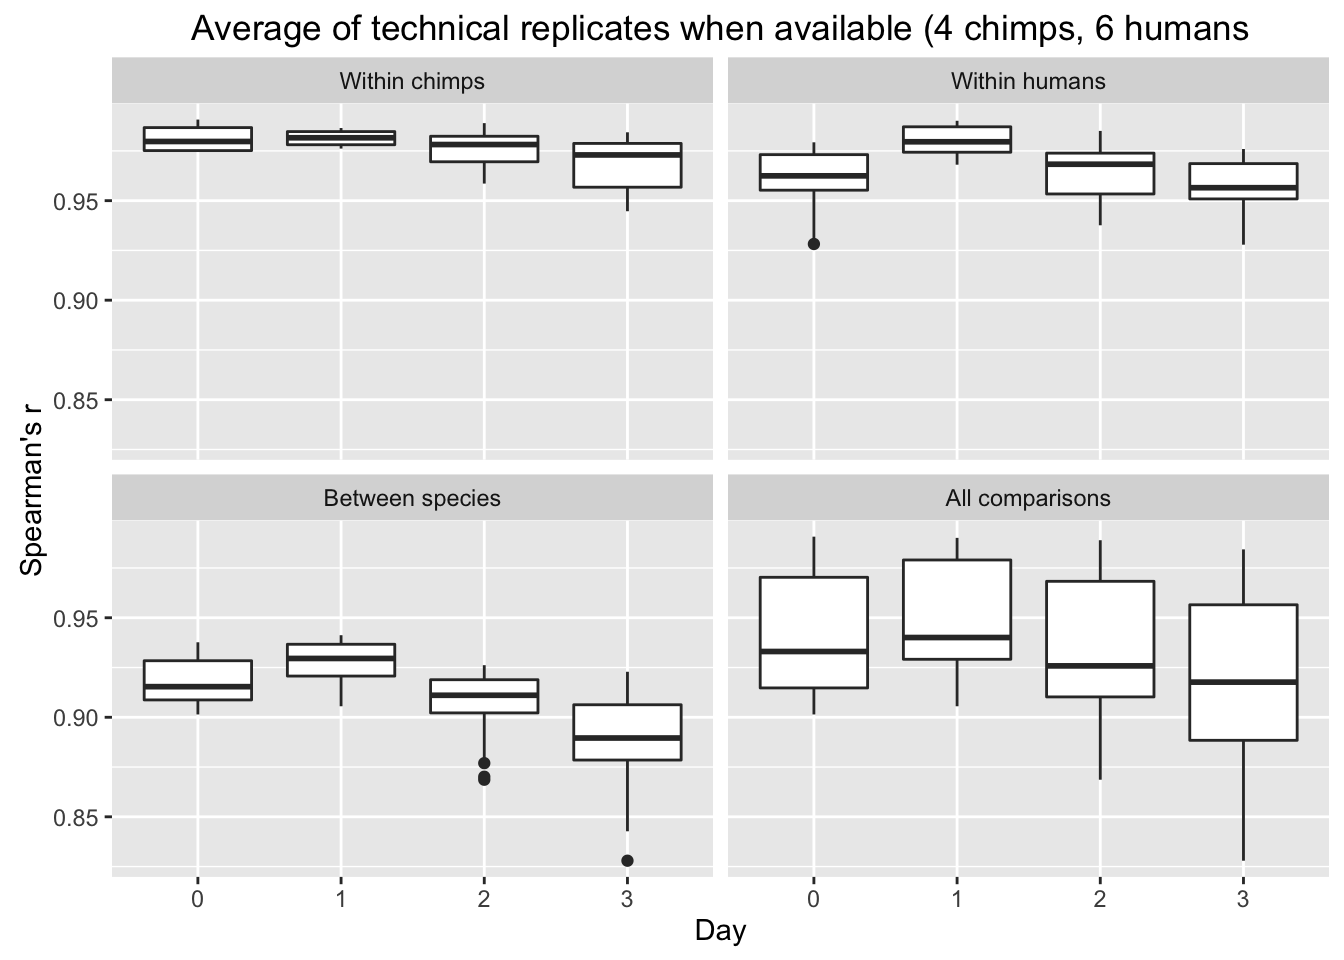 Average of technical replicates when available (4 chimps, 6 humans
Within chimps
Within humans
0.95
0.90
0.85
Spearman's r
Between species
All comparisons
0.95
0.90
0.85
0 1 2 3 0 1 2 3
Day